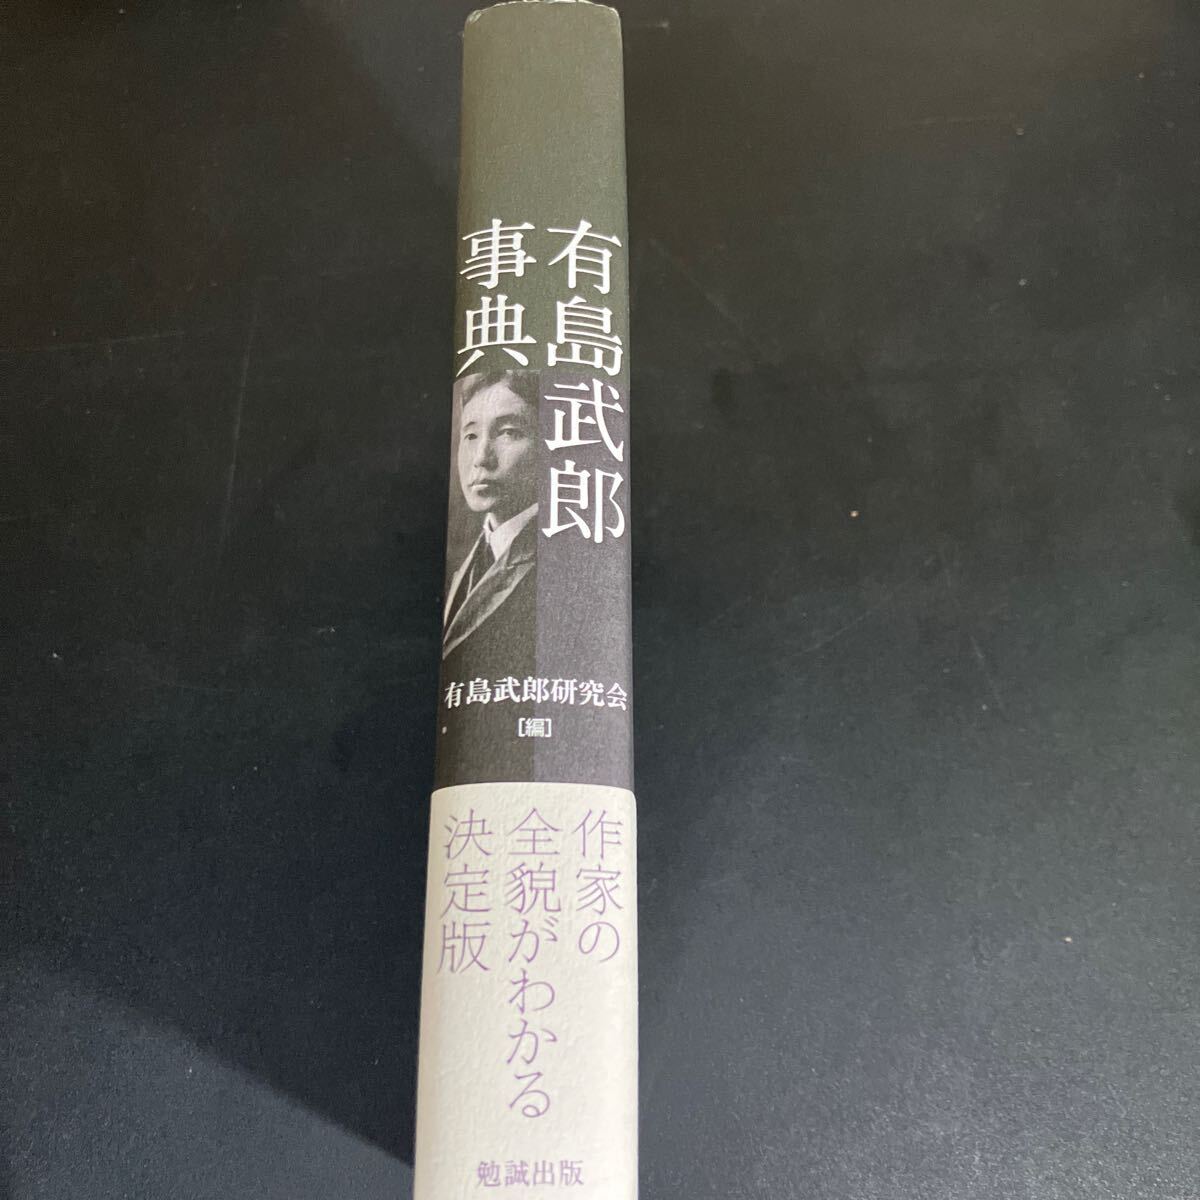 有島武郎
事典
有島武郎研究会
[編]
作家の
全貌がわかる
決定版
勉誠出版